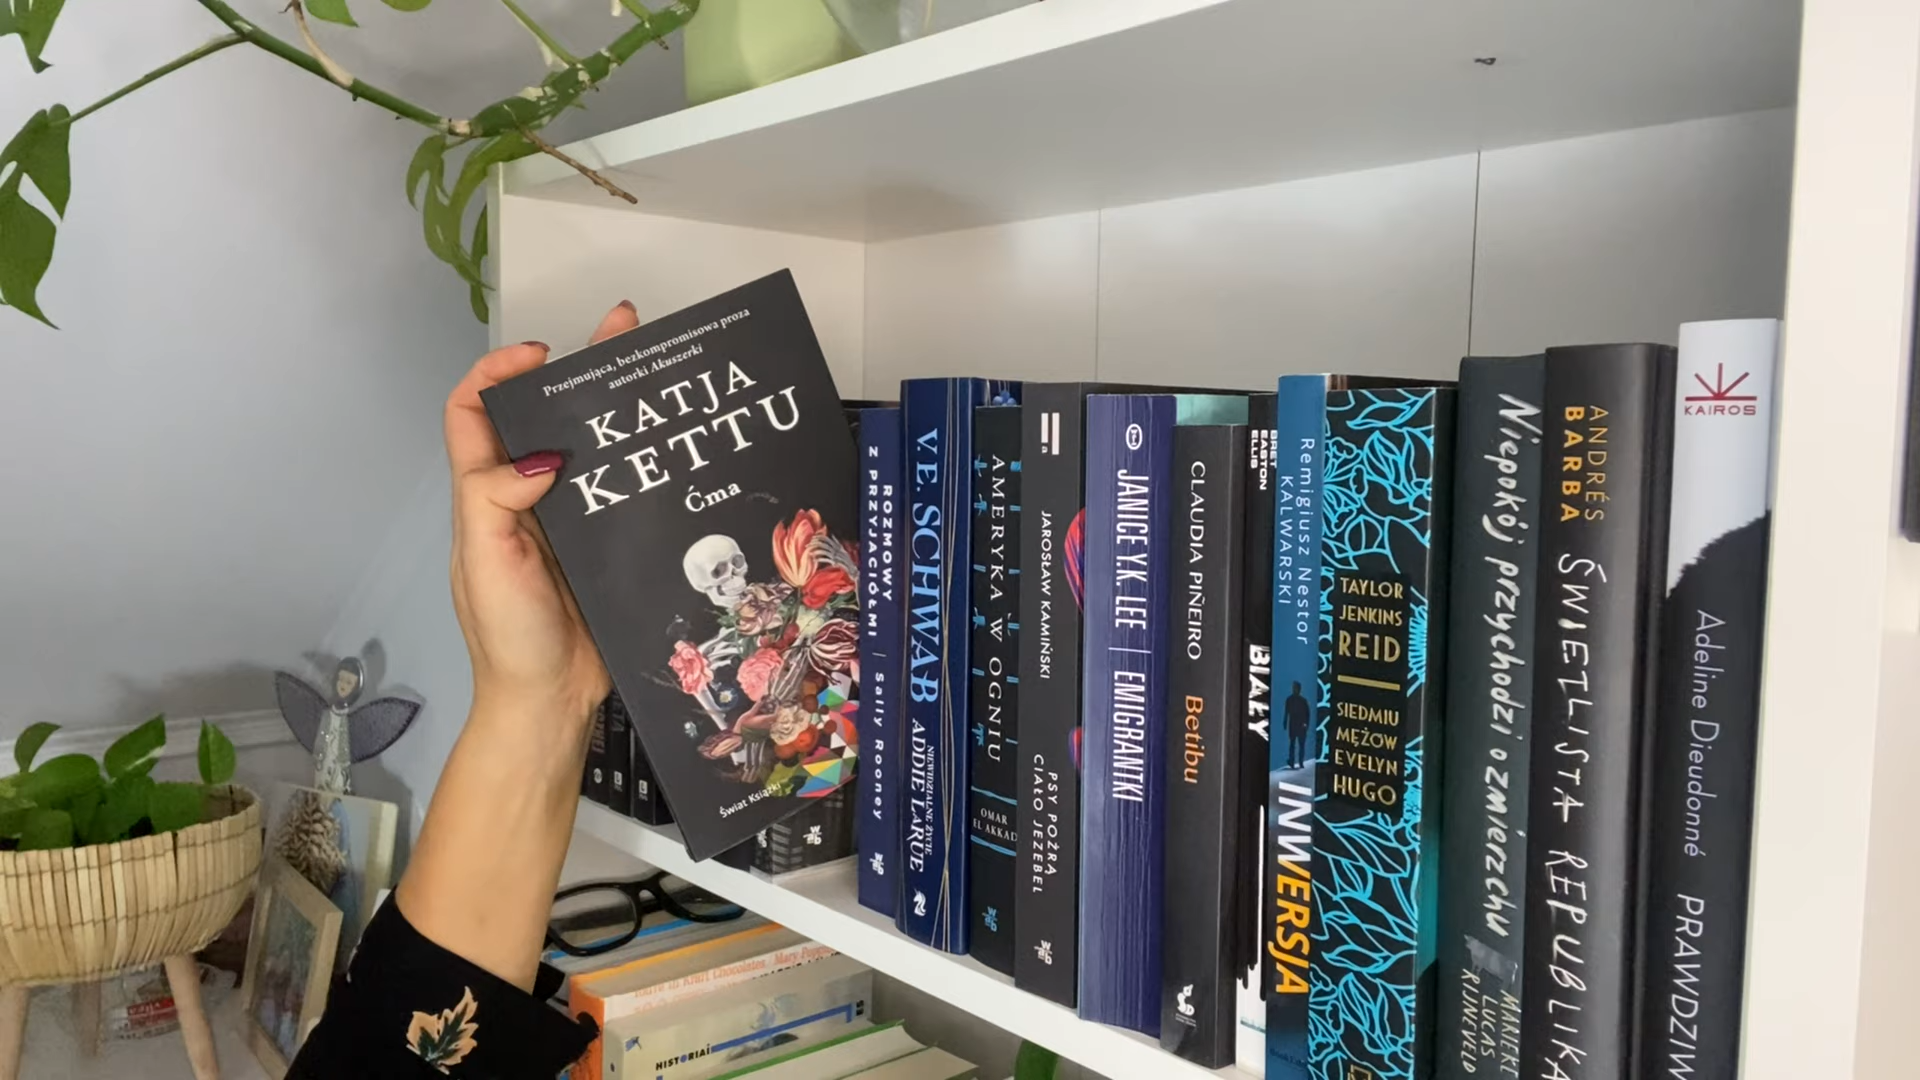 Przejmująca, bezkompromisowa proza
autorki Akuszerki
KATJA
KETTU
Ćma
Świat Książki
ROZMOWY
Z PRZYJACIÓŁMI | Sally Rooney
V.E. SCHWAB
NIEWIDZIALNE ŻYCIE
ADDIE LARUE
AMERYKA W OGNIU
OMAR
EL AKKAD
JAROSŁAW KAMIŃSKI
PSY POŻRĄ
CIAŁO JEZEBEL
JANICE Y.K. LEE | EMIGRANTKI
CLAUDIA PIÑEIRO
Betibu
BRET
EASTON
ELLIS
BIAŁY
Remigiusz Nestor
KALWARSKI
INWERSJA
TAYLOR
JENKINS
REID
SIEDMIU
MĘŻÓW
EVELYN
HUGO
Niepokój przychodzi o zmierzchu
MARIEKE
LUCAS
RIJNEVELD
ANDRÉS
BARBA
ŚWIETLISTA REPUBLIKA
KAIROS
Adeline Dieudonné
PRAWDZIW
HISTORIAI